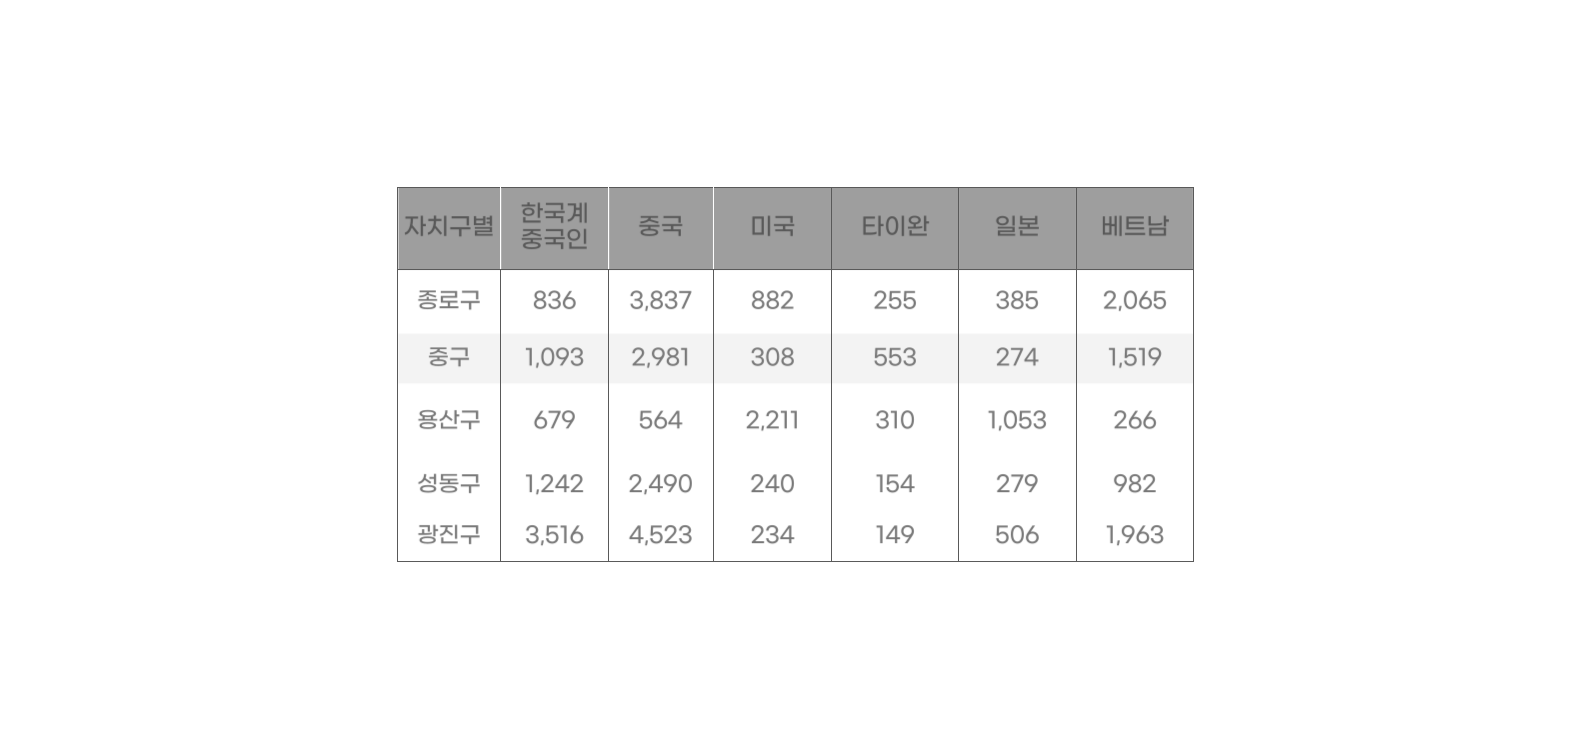 자치구별 한국계 중국인 중국 미국 타이완 일본 베트남
종로구 836 3,837 882 255 385 2,065
중구 1,093 2,981 308 553 274 1,519
용산구 679 564 2,211 310 1,053 266
성동구 1,242 2,490 240 154 279 982
광진구 3,516 4,523 234 149 506 1,963